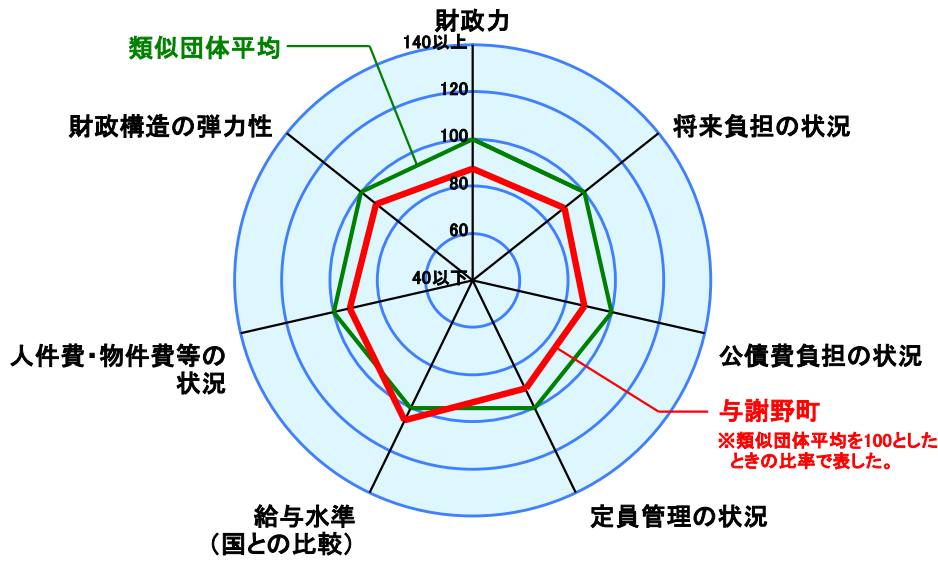 財政力
140以上
類似団体平均
120
財政構造の弾力性
将来負担の状況
100
80
60
40以下
人件費・物件費等の
状況
公債費負担の状況
与謝野町
※類似団体平均を100とした
ときの比率で表した。
給与水準
（国との比較）
定員管理の状況